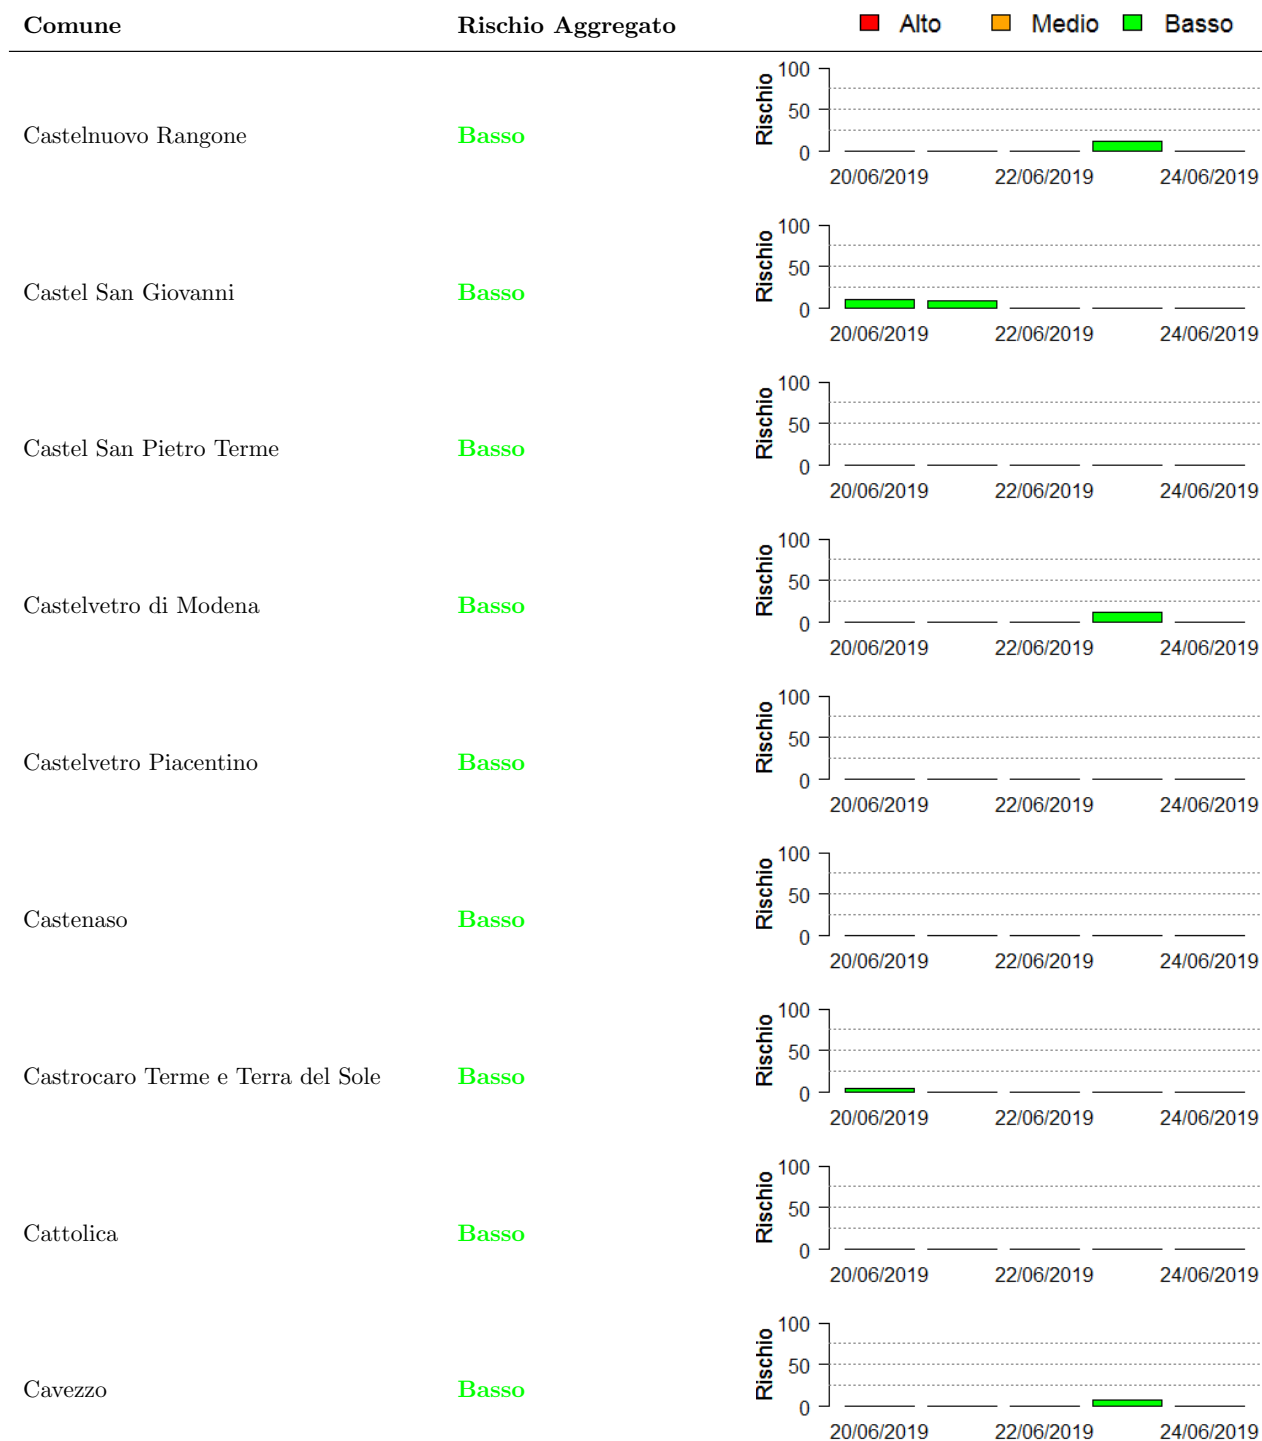 Comune Rischio Aggregato Alto Medio Basso
100
50
0
Rischio
Castelnuovo Rangone Basso
20/06/2019 22/06/2019 24/06/2019
100
50
0
Rischio
Castel San Giovanni Basso
20/06/2019 22/06/2019 24/06/2019
100
50
0
Rischio
Castel San Pietro Terme Basso
20/06/2019 22/06/2019 24/06/2019
100
50
0
Rischio
Castelvetro di Modena Basso
20/06/2019 22/06/2019 24/06/2019
100
50
0
Rischio
Castelvetro Piacentino Basso
20/06/2019 22/06/2019 24/06/2019
100
50
0
Rischio
Castenaso Basso
20/06/2019 22/06/2019 24/06/2019
100
50
0
Rischio
Castrocaro Terme e Terra del Sole Basso
20/06/2019 22/06/2019 24/06/2019
100
50
0
Rischio
Cattolica Basso
20/06/2019 22/06/2019 24/06/2019
100
50
0
Rischio
Cavezzo Basso
20/06/2019 22/06/2019 24/06/2019